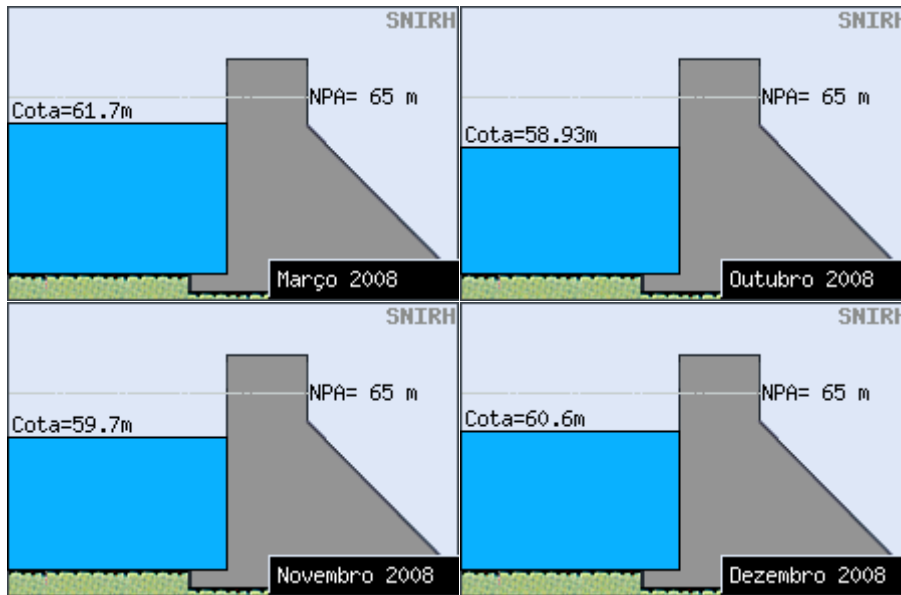 SNIRH
NPA= 65 m
Cota=61.7m
Março 2008
SNIRH
NPA= 65 m
Cota=58.93m
Outubro 2008
SNIRH
NPA= 65 m
Cota=59.7m
Novembro 2008
SNIRH
NPA= 65 m
Cota=60.6m
Dezembro 2008